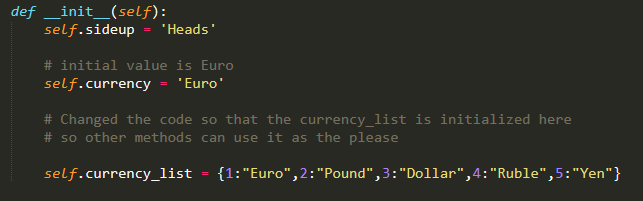 def __init__(self):
self.sideup = 'Heads'
# initial value is Euro
self.currency = 'Euro'
# Changed the code so that the currency_list is initialized here
# so other methods can use it as the please
self.currency_list = {1:"Euro",2:"Pound",3:"Dollar",4:"Ruble",5:"Yen"}